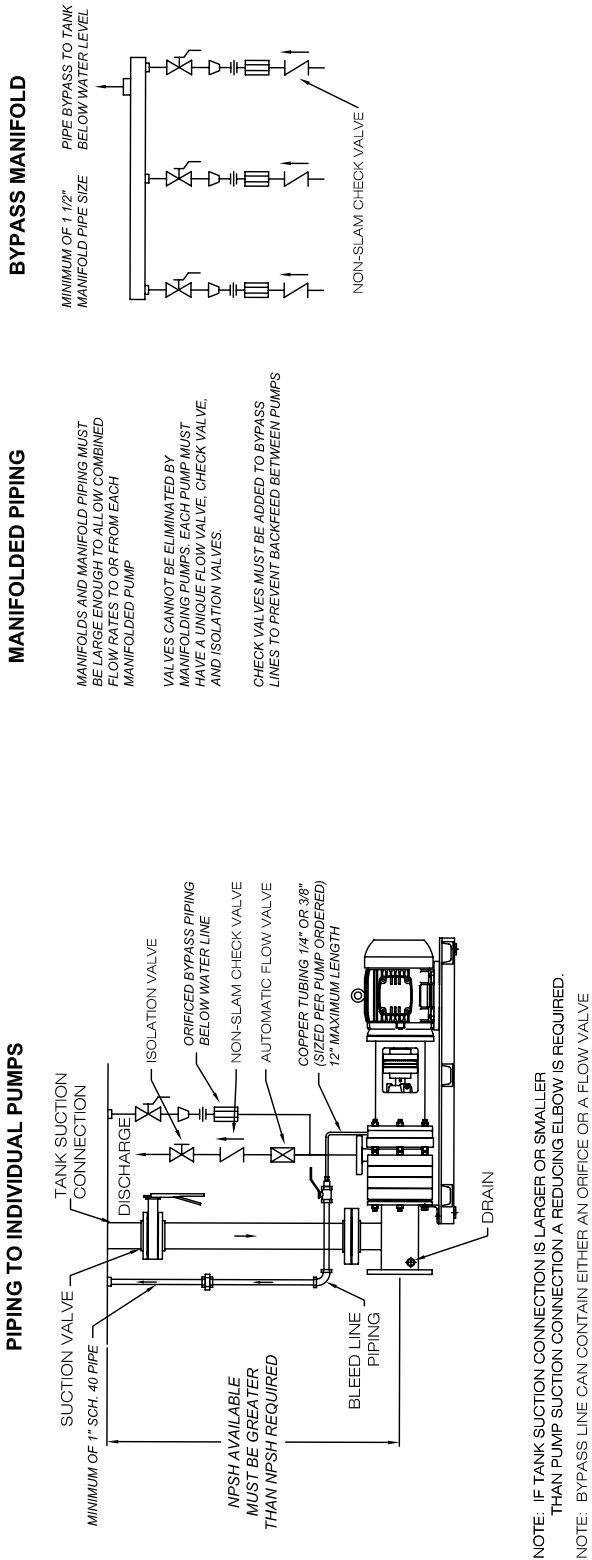 PIPING TO INDIVIDUAL PUMPS
SUCTION VALVE
MINIMUM OF 1" SCH. 40 PIPE
TANK SUCTION
CONNECTION
DISCHARGE
ISOLATION VALVE
ORIFICED BYPASS PIPING
BELOW WATER LINE
NON-SLAM CHECK VALVE
AUTOMATIC FLOW VALVE
COPPER TUBING 1/4" OR 3/8"
(SIZED PER PUMP ORDERED)
12" MAXIMUM LENGTH
NPSH AVAILABLE
MUST BE GREATER
THAN NPSH REQUIRED
BLEED LINE
PIPING
DRAIN
NOTE: IF TANK SUCTION CONNECTION IS LARGER OR SMALLER
THAN PUMP SUCTION CONNECTION A REDUCING ELBOW IS REQUIRED.
NOTE: BYPASS LINE CAN CONTAIN EITHER AN ORIFICE OR A FLOW VALVE
MANIFOLDED PIPING
MANIFOLDS AND MANIFOLD PIPING MUST
BE LARGE ENOUGH TO ALLOW COMBINED
FLOW RATES TO OR FROM EACH
MANIFOLDED PUMP
VALVES CANNOT BE ELIMINATED BY
MANIFOLDING PUMPS. EACH PUMP MUST
HAVE A UNIQUE FLOW VALVE, CHECK VALVE,
AND ISOLATION VALVES.
CHECK VALVES MUST BE ADDED TO BYPASS
LINES TO PREVENT BACKFEED BETWEEN PUMPS
BYPASS MANIFOLD
MINIMUM OF 1 1/2"
MANIFOLD PIPE SIZE
PIPE BYPASS TO TANK
BELOW WATER LEVEL
NON-SLAM CHECK VALVE